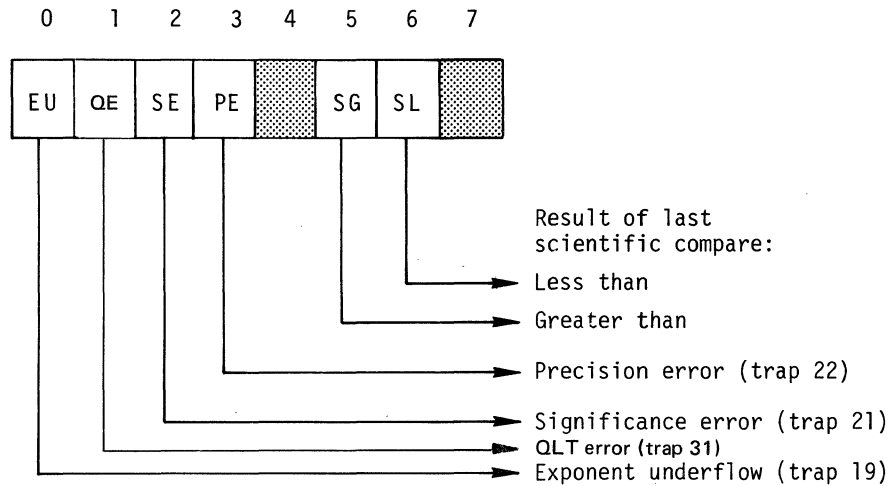 0 1 2 3 4 5 6 7
EU QE SE PE SG SL
Result of last
scientific compare:
Less than
Greater than
Precision error (trap 22)
Significance error (trap 21)
QLT error (trap 31)
Exponent underflow (trap 19)